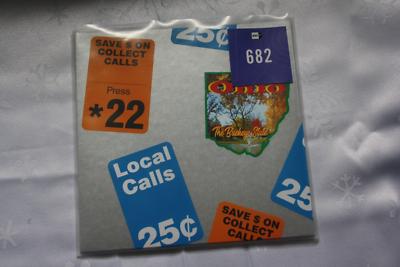 SAVE $ ON
COLLECT
CALLS
Press
*22
25¢
682
Ohio
The Buckeye State
Local
Calls
25¢
25¢
SAVE $ ON
COLLECT
CALLS